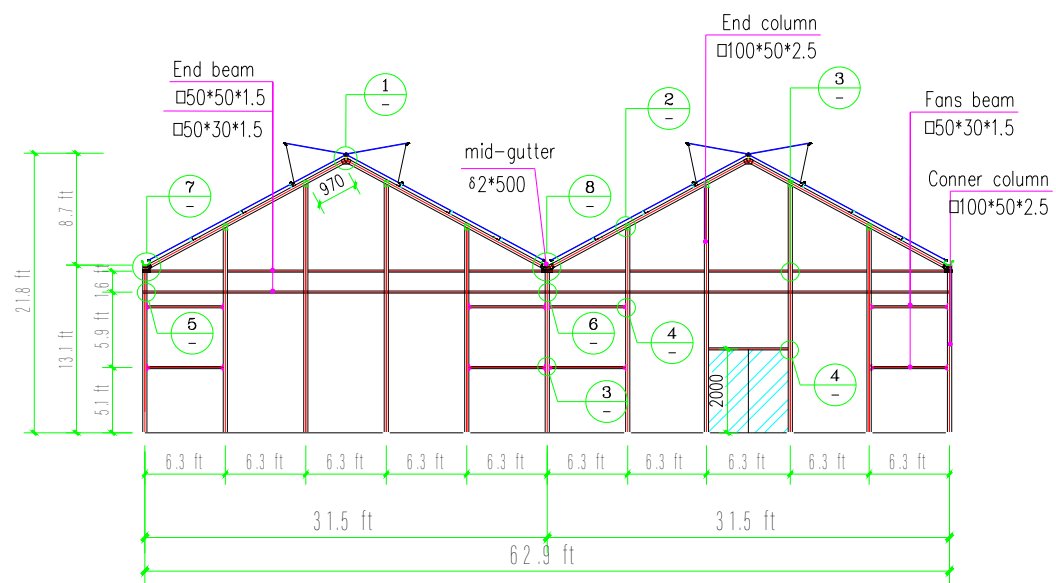 End column
□100*50*2.5
End beam
□50*50*1.5
□50*30*1.5
1
–
2
–
3
–
Fans beam
□50*30*1.5
mid-gutter
δ2*500
Conner column
□100*50*2.5
970
7
–
8
–
8.7 ft
21.8 ft
13.1 ft
1.6 ft
5.9 ft
5.1 ft
5
–
6
–
4
–
3
–
4
–
2000
6.3 ft 6.3 ft 6.3 ft 6.3 ft 6.3 ft 6.3 ft 6.3 ft 6.3 ft 6.3 ft 6.3 ft
31.5 ft 31.5 ft
62.9 ft